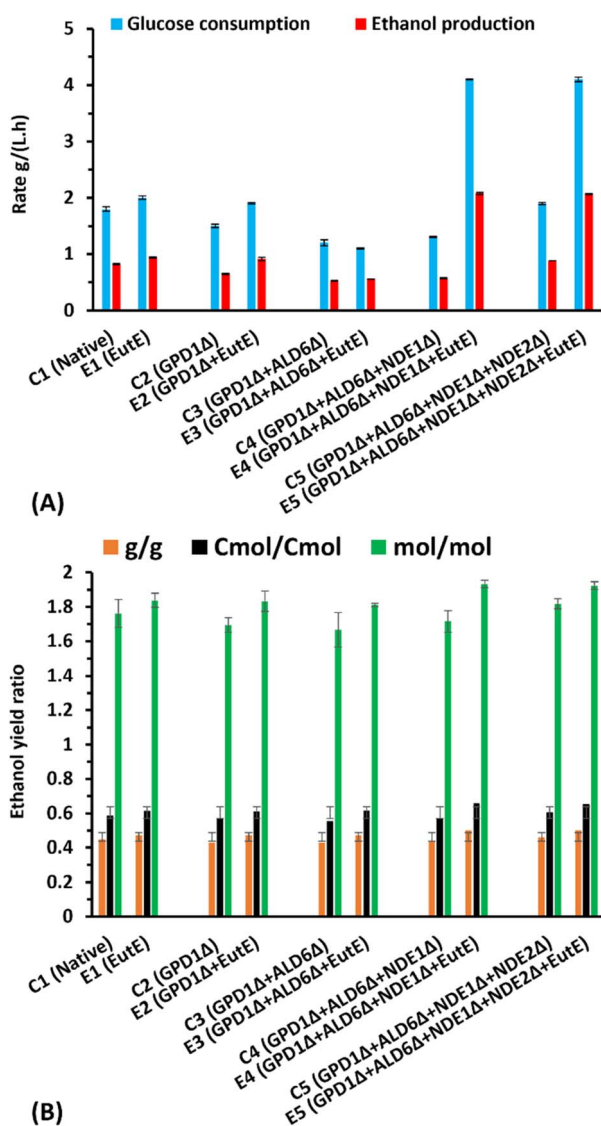 Glucose consumption Ethanol production
Rate g/(L.h)
5
4
3
2
1
0
C1 (Native)
E1 (EutE)
C2 (GPD1Δ)
E2 (GPD1Δ+EutE)
C3 (GPD1Δ+ALD6Δ)
E3 (GPD1Δ+ALD6Δ+EutE)
C4 (GPD1Δ+ALD6Δ+NDE1Δ)
E4 (GPD1Δ+ALD6Δ+NDE1Δ+EutE)
C5 (GPD1Δ+ALD6Δ+NDE1Δ+NDE2Δ)
E5 (GPD1Δ+ALD6Δ+NDE1Δ+NDE2Δ+EutE)
(A)
g/g Cmol/Cmol mol/mol
Ethanol yield ratio
2
1.8
1.6
1.4
1.2
1
0.8
0.6
0.4
0.2
0
C1 (Native)
E1 (EutE)
C2 (GPD1Δ)
E2 (GPD1Δ+EutE)
C3 (GPD1Δ+ALD6Δ)
E3 (GPD1Δ+ALD6Δ+EutE)
C4 (GPD1Δ+ALD6Δ+NDE1Δ)
E4 (GPD1Δ+ALD6Δ+NDE1Δ+EutE)
C5 (GPD1Δ+ALD6Δ+NDE1Δ+NDE2Δ)
E5 (GPD1Δ+ALD6Δ+NDE1Δ+NDE2Δ+EutE)
(B)